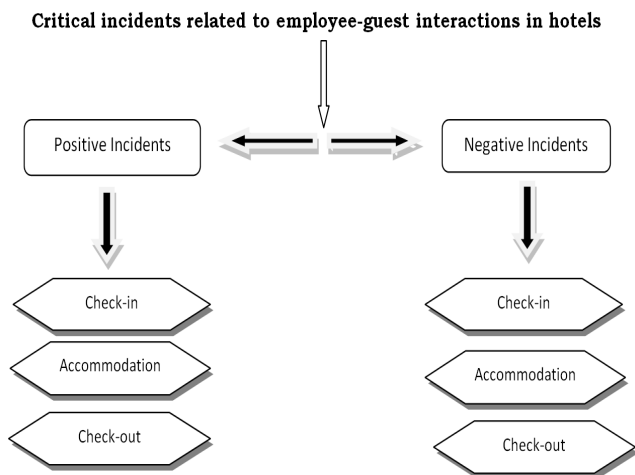 Critical incidents related to employee-guest interactions in hotels
Positive Incidents
Negative Incidents
Check-in
Check-in
Accommodation
Accommodation
Check-out
Check-out